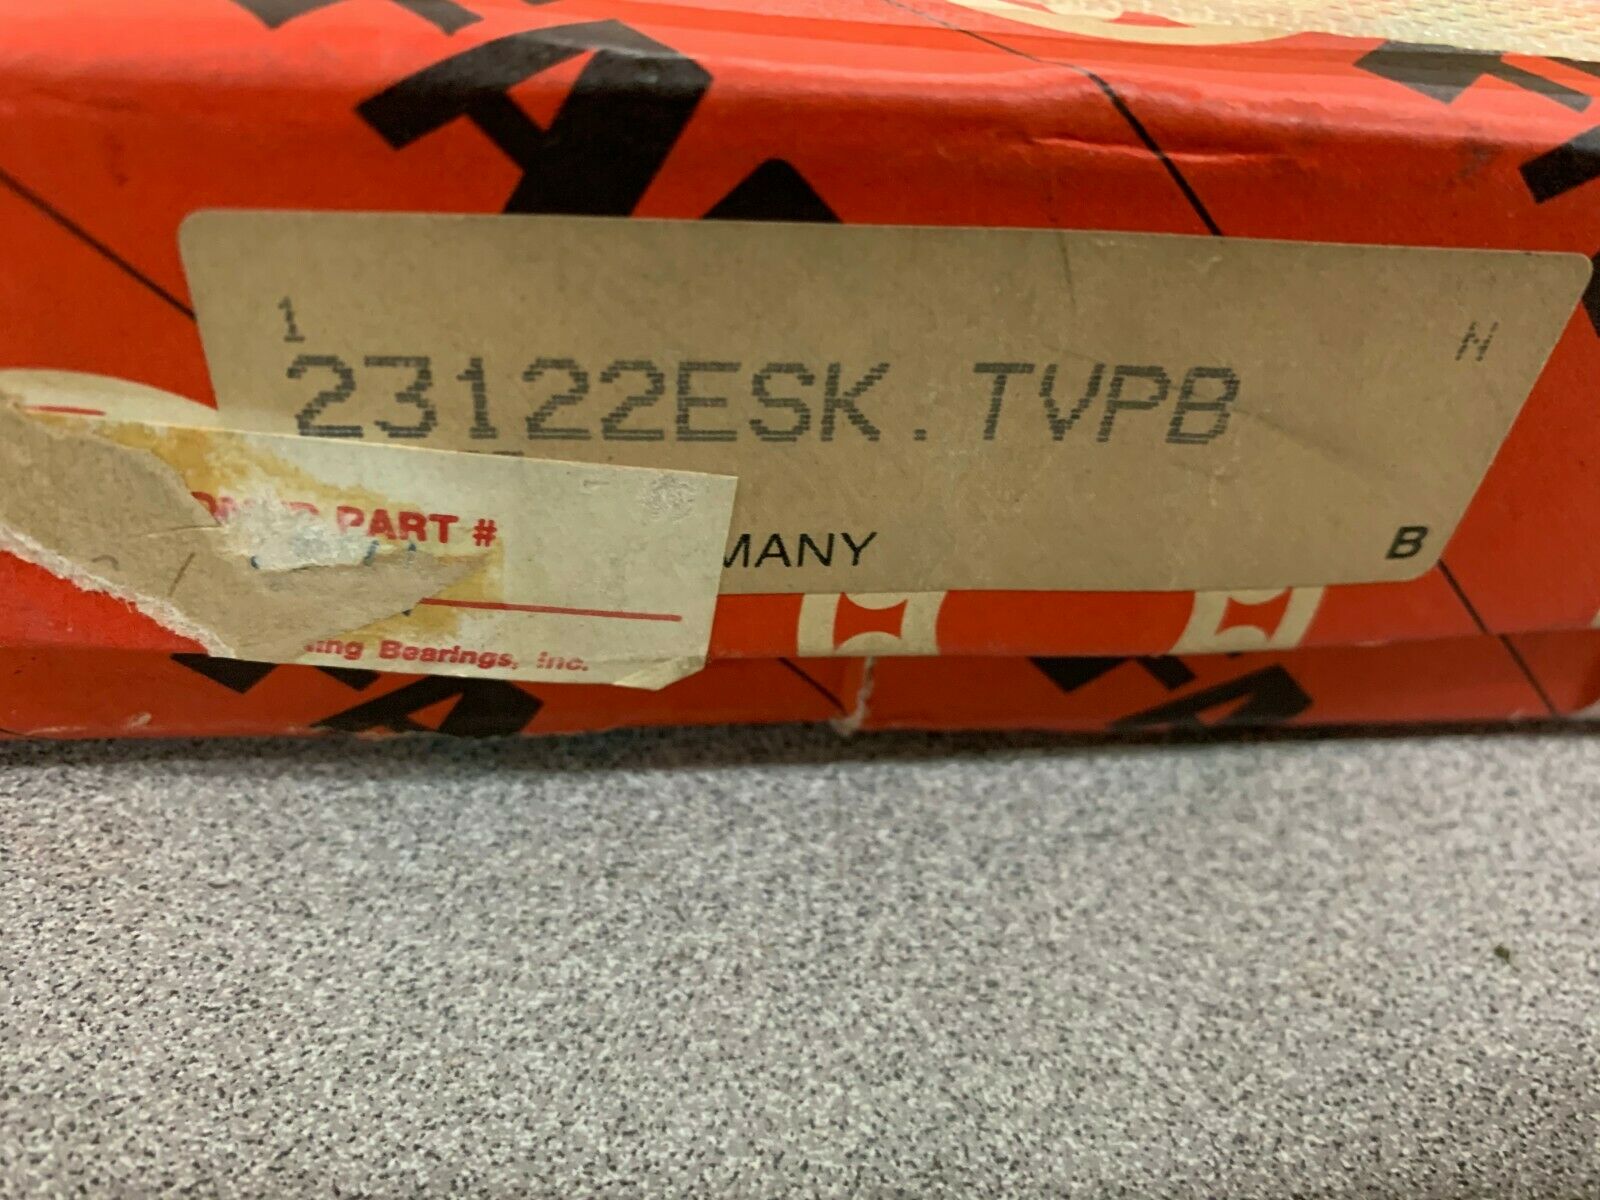 1
N
23122ESK.TVPB
PART #
MANY
B
Bearings, Inc.